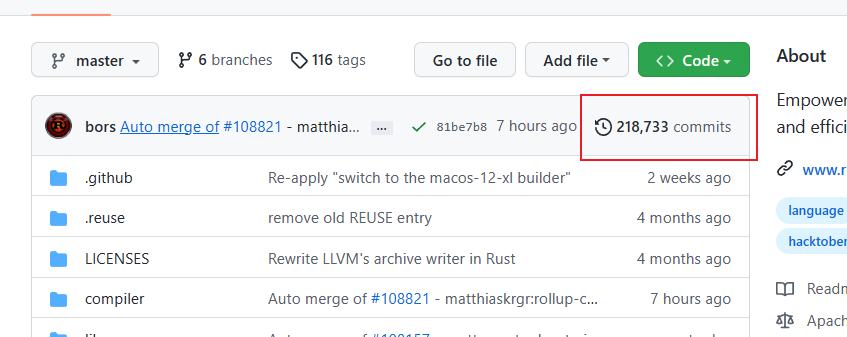 master 6 branches 116 tags Go to file Add file Code
About
bors Auto merge of #108821 - matthia... ... 81be7b8 7 hours ago 218,733 commits
Empower
and effici
.github Re-apply "switch to the macos-12-xl builder" 2 weeks ago
www.r
.reuse remove old REUSE entry 4 months ago
language
hacktober
LICENSES Rewrite LLVM's archive writer in Rust 4 months ago
compiler Auto merge of #108821 - matthiaskrgr:rollup-c... 7 hours ago
Readm
Apach